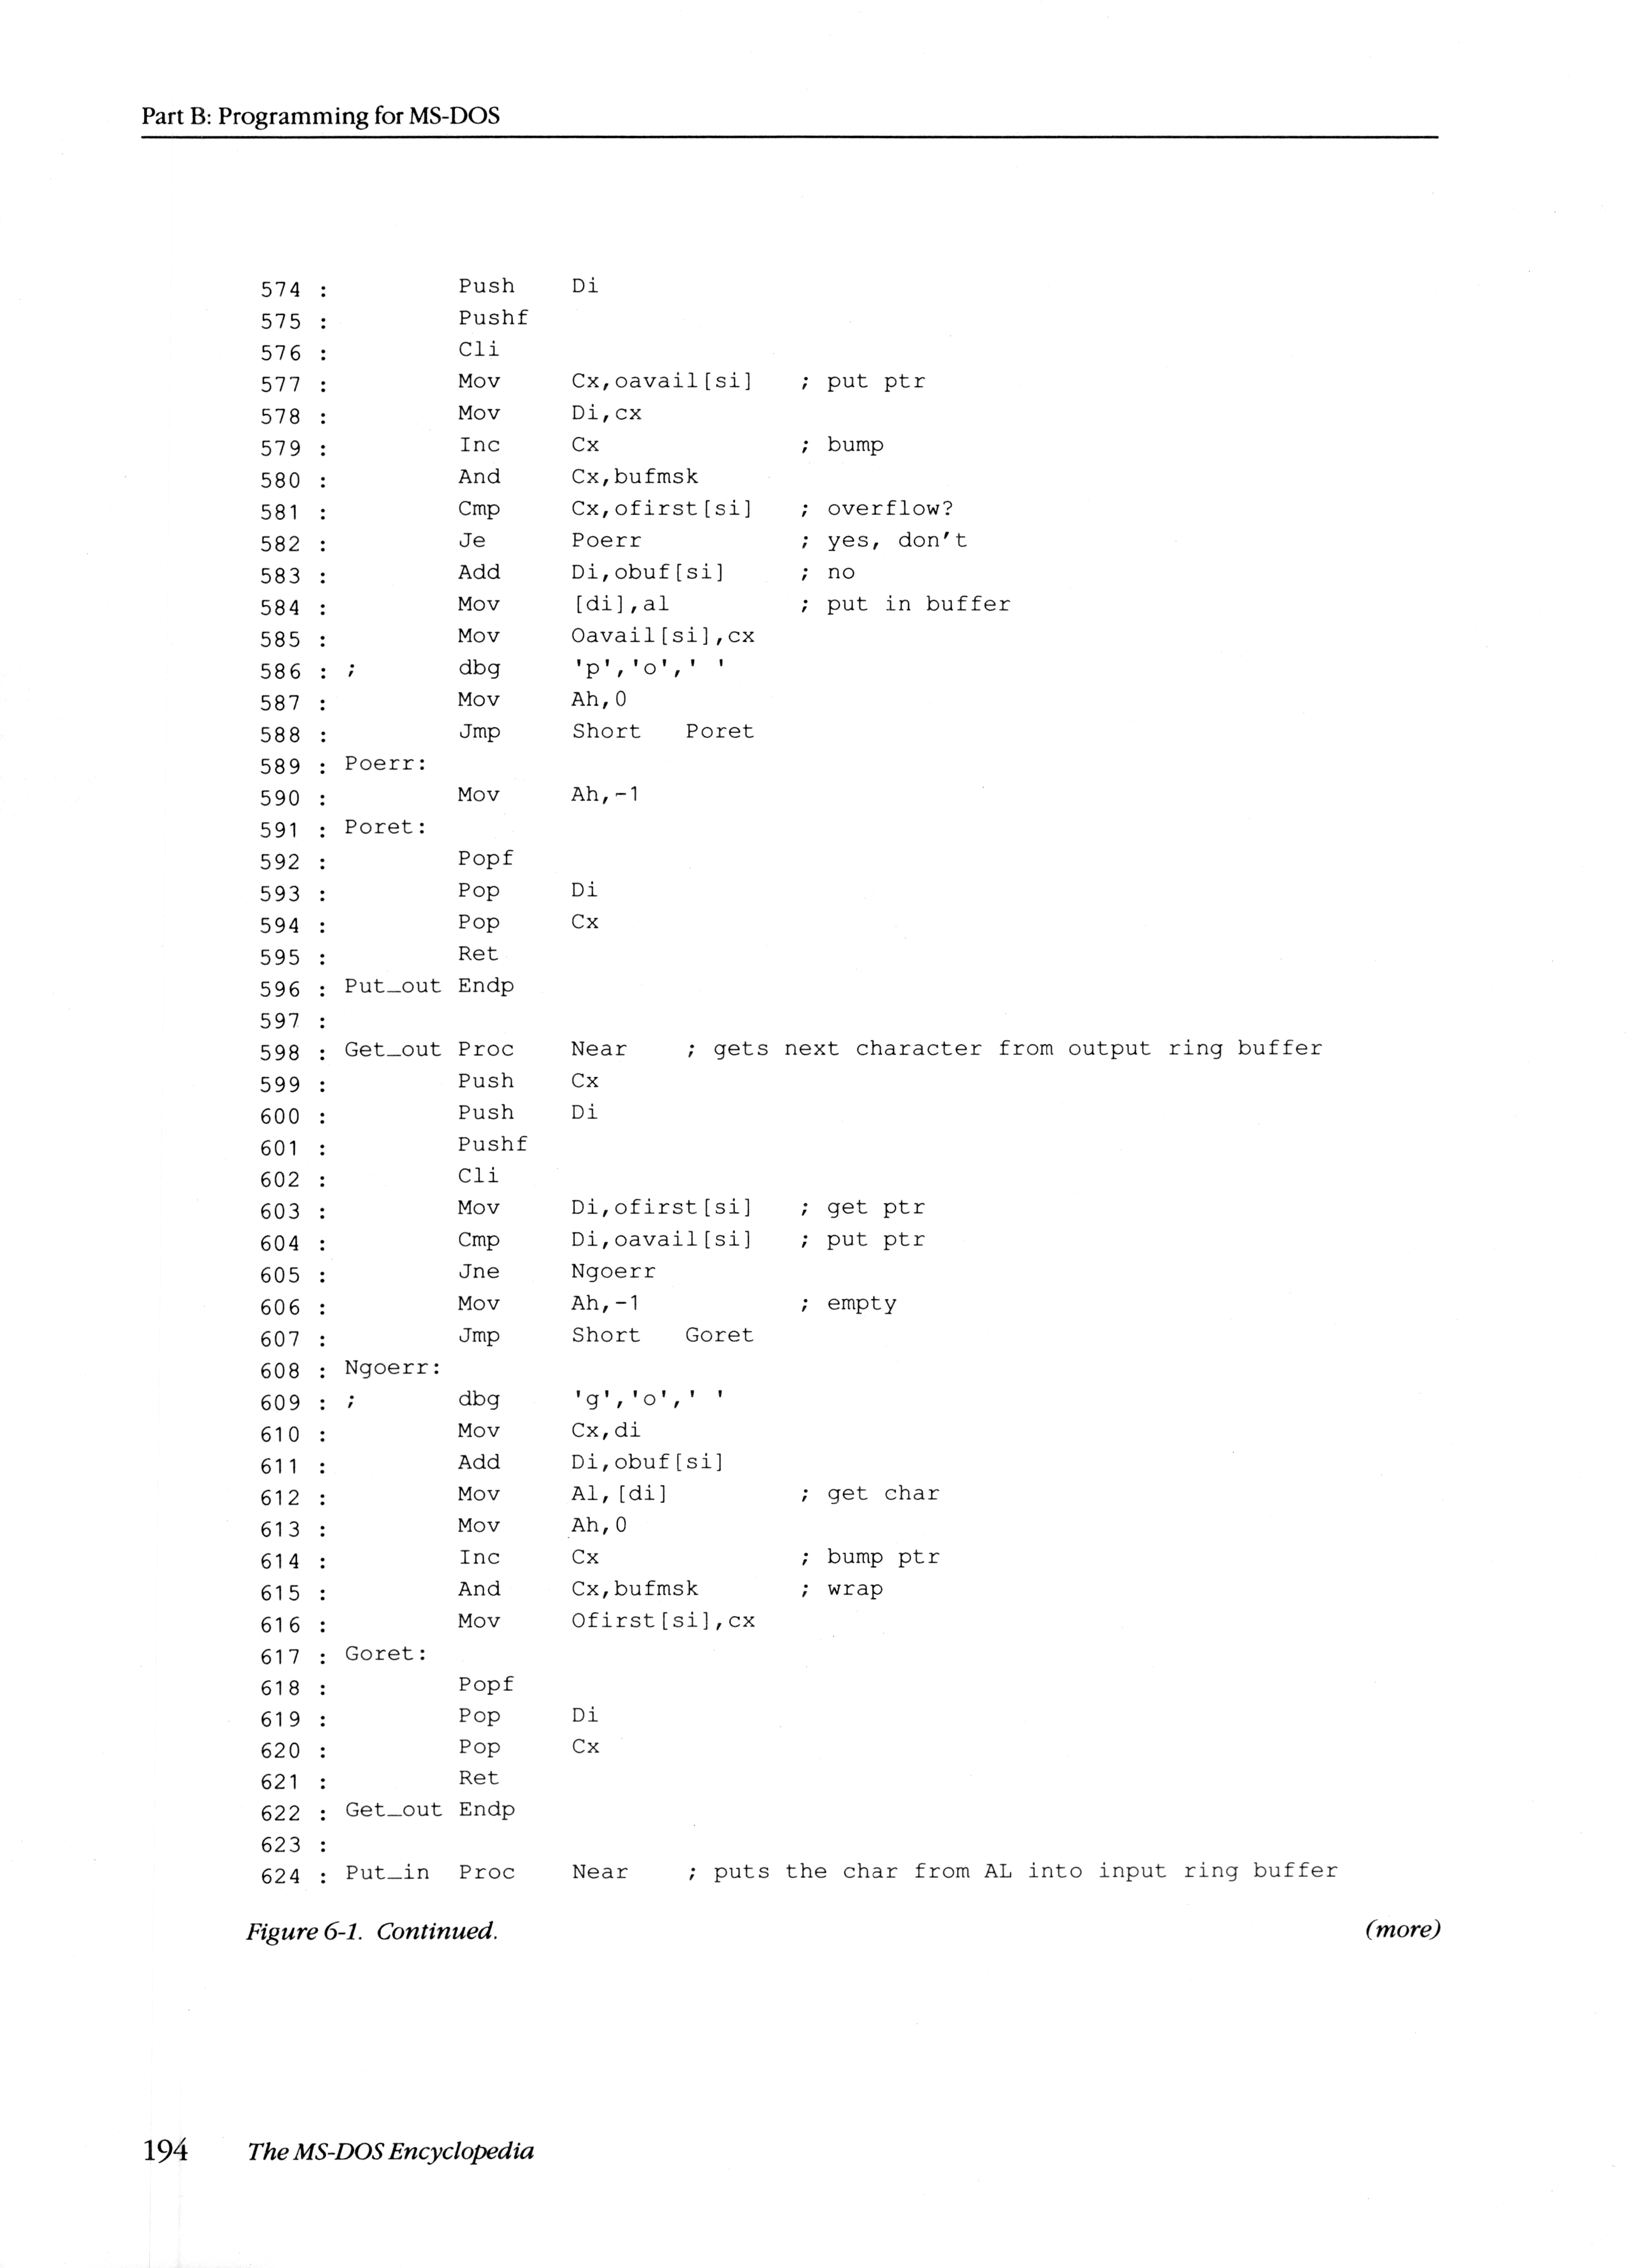 Part B: Programming for MS-DOS
574 :         Push    Di
575 :         Pushf
576 :         Cli
577 :         Mov     Cx,oavail[si]   ; put ptr
578 :         Mov     Di,cx
579 :         Inc     Cx              ; bump
580 :         And     Cx,bufmsk
581 :         Cmp     Cx,ofirst[si]   ; overflow?
582 :         Je      Poerr           ; yes, don't
583 :         Add     Di,obuf[si]     ; no
584 :         Mov     [di],al         ; put in buffer
585 :         Mov     Oavail[si],cx
586 : ;       dbg     'p','o',' '
587 :         Mov     Ah,0
588 :         Jmp     Short   Poret
589 : Poerr:
590 :         Mov     Ah,-1
591 : Poret:
592 :         Popf
593 :         Pop     Di
594 :         Pop     Cx
595 :         Ret
596 : Put_out Endp
597 :
598 : Get_out Proc    Near    ; gets next character from output ring buffer
599 :         Push    Cx
600 :         Push    Di
601 :         Pushf
602 :         Cli
603 :         Mov     Di,ofirst[si]   ; get ptr
604 :         Cmp     Di,oavail[si]   ; put ptr
605 :         Jne     Ngoerr
606 :         Mov     Ah,-1           ; empty
607 :         Jmp     Short   Goret
608 : Ngoerr:
609 : ;       dbg     'g','o',' '
610 :         Mov     Cx,di
611 :         Add     Di,obuf[si]
612 :         Mov     Al,[di]         ; get char
613 :         Mov     Ah,0
614 :         Inc     Cx              ; bump ptr
615 :         And     Cx,bufmsk       ; wrap
616 :         Mov     Ofirst[si],cx
617 : Goret:
618 :         Popf
619 :         Pop     Di
620 :         Pop     Cx
621 :         Ret
622 : Get_out Endp
623 :
624 : Put_in  Proc    Near    ; puts the char from AL into input ring buffer
Figure 6-1. Continued. (more)
194 The MS-DOS Encyclopedia